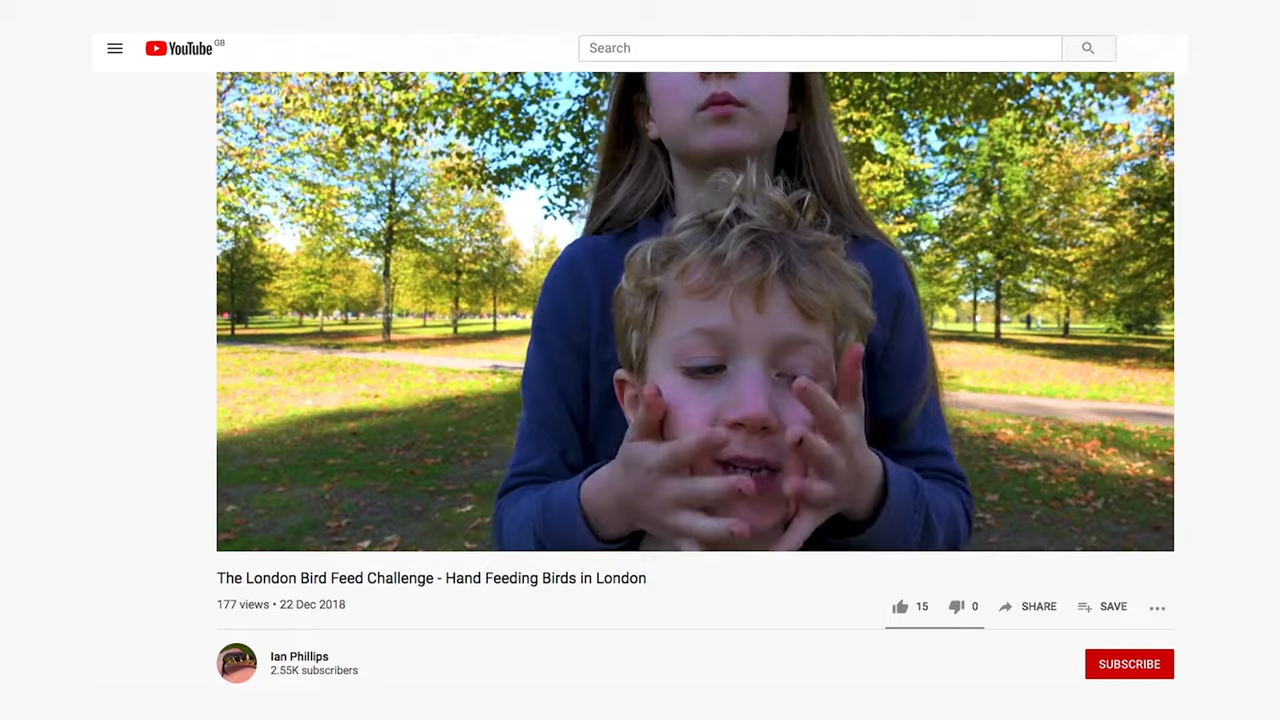 YouTube GB
Search
The London Bird Feed Challenge - Hand Feeding Birds in London
177 views • 22 Dec 2018
15 0 SHARE SAVE
Ian Phillips
2.55K subscribers
SUBSCRIBE